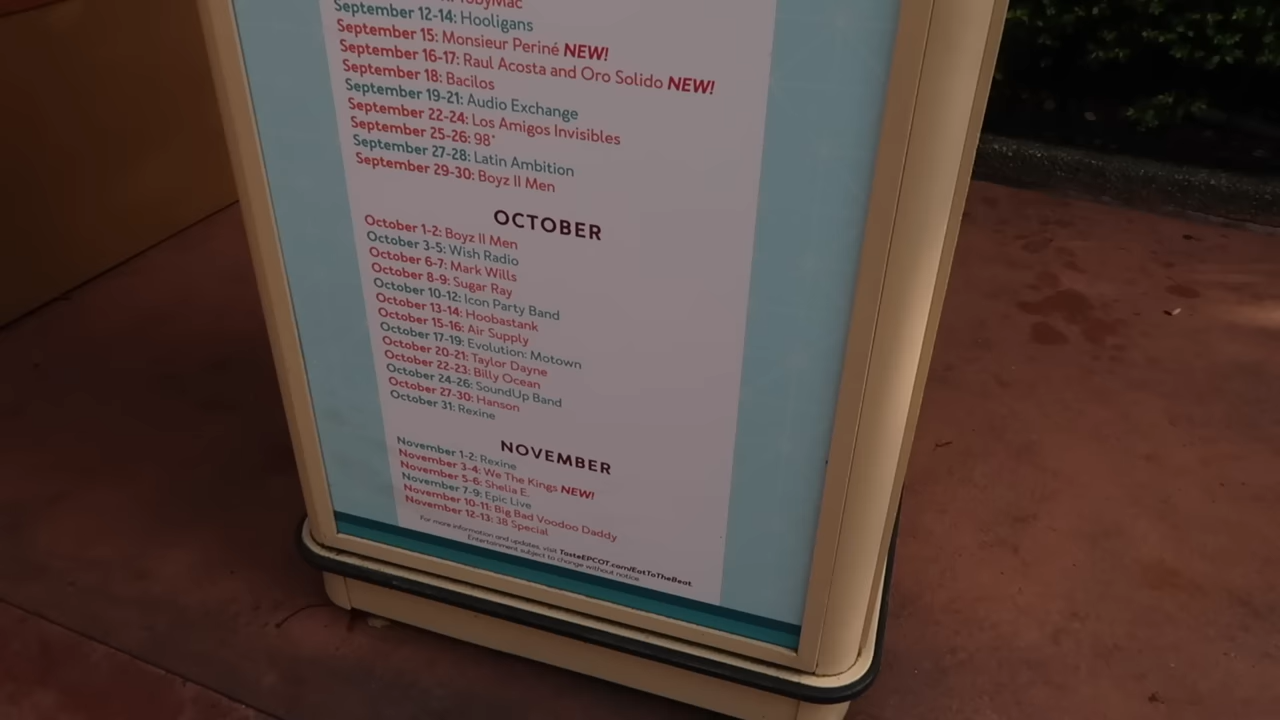 TobyMac
September 12-14: Hooligans
September 15: Monsieur Periné NEW!
September 16-17: Raul Acosta and Oro Solido NEW!
September 18: Bacilos
September 19-21: Audio Exchange
September 22-24: Los Amigos Invisibles
September 25-26: 98°
September 27-28: Latin Ambition
September 29-30: Boyz II Men
OCTOBER
October 1-2: Boyz II Men
October 3-5: Wish Radio
October 6-7: Mark Wills
October 8-9: Sugar Ray
October 10-12: Icon Party Band
October 13-14: Hoobastank
October 15-16: Air Supply
October 17-19: Evolution: Motown
October 20-21: Taylor Dayne
October 22-23: Billy Ocean
October 24-26: SoundUp Band
October 27-30: Hanson
October 31: Rexine
NOVEMBER
November 1-2: Rexine
November 3-4: We The Kings NEW!
November 5-6: Shelia E.
November 7-9: Epic Live
November 10-11: Big Bad Voodoo Daddy
November 12-13: 38 Special
For more information and updates, visit TasteEPCOT.com/EatToTheBeat.
Entertainment subject to change without notice.